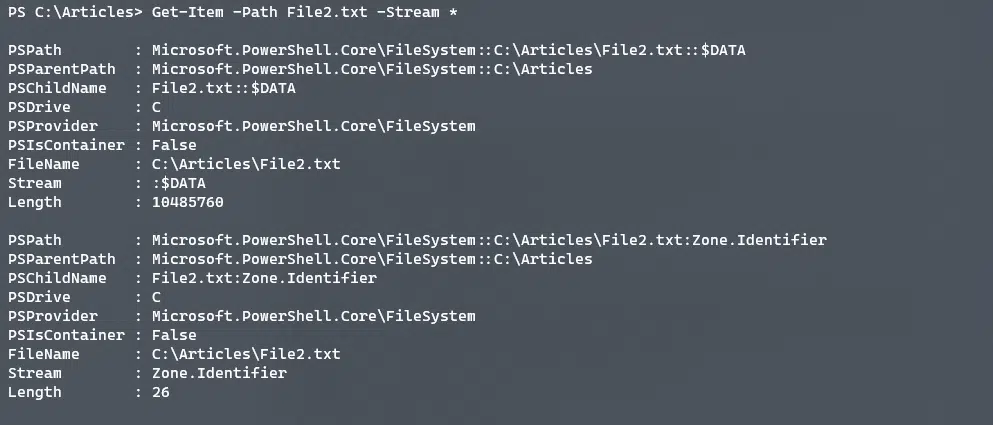 PS C:\Articles> Get-Item -Path File2.txt -Stream *
PSPath        : Microsoft.PowerShell.Core\FileSystem::C:\Articles\File2.txt::$DATA
PSParentPath  : Microsoft.PowerShell.Core\FileSystem::C:\Articles
PSChildName   : File2.txt::$DATA
PSDrive       : C
PSProvider    : Microsoft.PowerShell.Core\FileSystem
PSIsContainer : False
FileName      : C:\Articles\File2.txt
Stream        : :$DATA
Length        : 10485760
PSPath        : Microsoft.PowerShell.Core\FileSystem::C:\Articles\File2.txt:Zone.Identifier
PSParentPath  : Microsoft.PowerShell.Core\FileSystem::C:\Articles
PSChildName   : File2.txt:Zone.Identifier
PSDrive       : C
PSProvider    : Microsoft.PowerShell.Core\FileSystem
PSIsContainer : False
FileName      : C:\Articles\File2.txt
Stream        : Zone.Identifier
Length        : 26